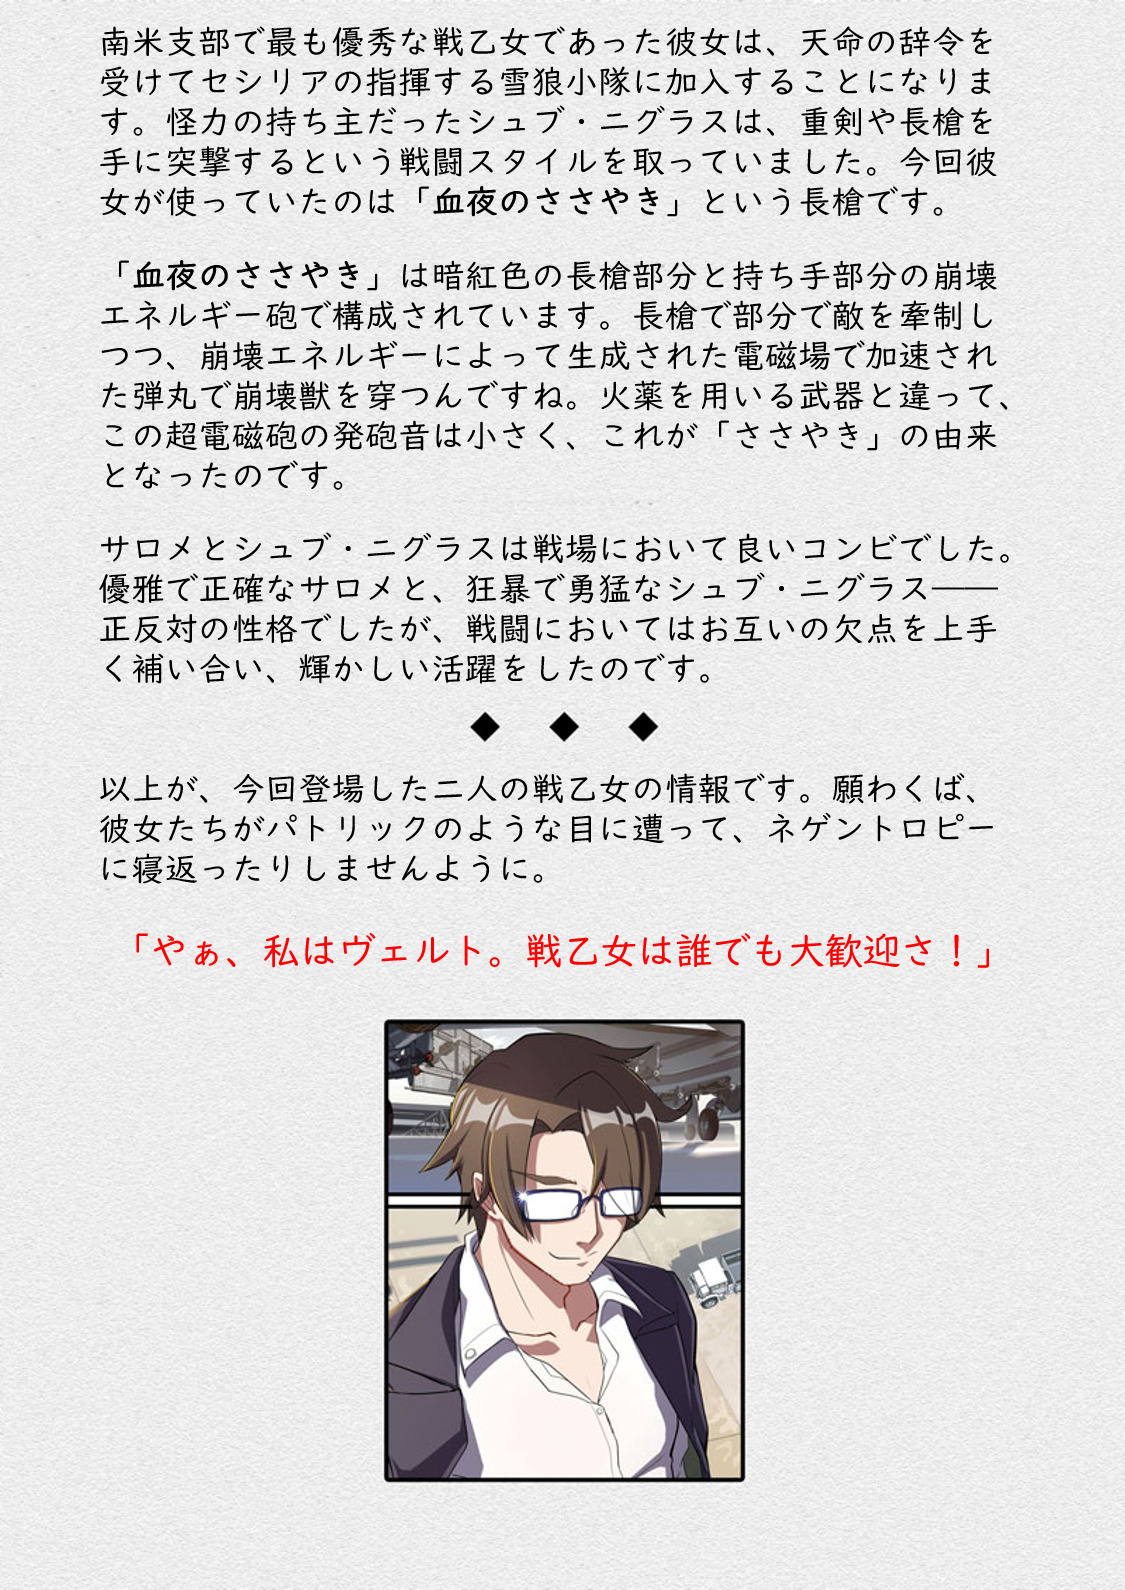 南米支部で最も優秀な戦乙女であった彼女は、天命の辞令を
受けてセシリアの指揮する雪狼小隊に加入することになりま
す。怪力の持ち主だったシュブ・ニグラスは、重剣や長槍を
手に突撃するという戦闘スタイルを取っていました。今回彼
女が使っていたのは「血夜のささやき」という長槍です。
「血夜のささやき」は暗紅色の長槍部分と持ち手部分の崩壊
エネルギー砲で構成されています。長槍で部分で敵を牽制し
つつ、崩壊エネルギーによって生成された電磁場で加速され
た弾丸で崩壊獣を穿つんですね。火薬を用いる武器と違って、
この超電磁砲の発砲音は小さく、これが「ささやき」の由来
となったのです。
サロメとシュブ・ニグラスは戦場において良いコンビでした。
優雅で正確なサロメと、狂暴で勇猛なシュブ・ニグラス――
正反対の性格でしたが、戦闘においてはお互いの欠点を上手
く補い合い、輝かしい活躍をしたのです。
◆ ◆ ◆
以上が、今回登場した二人の戦乙女の情報です。願わくば、
彼女たちがパトリックのような目に遭って、ネゲントロピー
に寝返ったりしませんように。
「やぁ、私はヴェルト。戦乙女は誰でも大歓迎さ！」